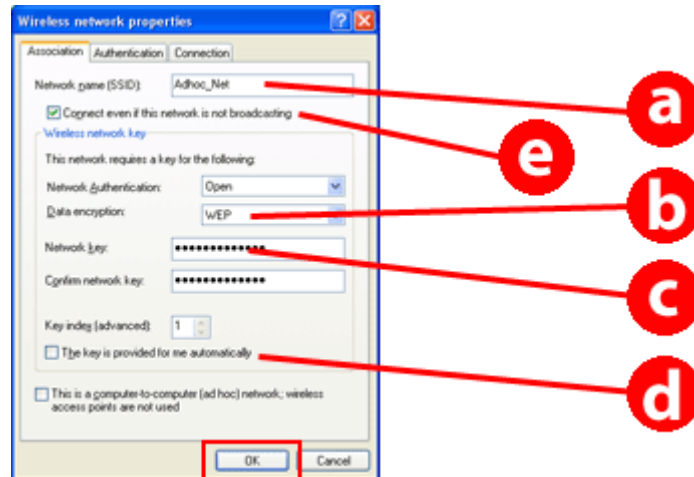 Wireless network properties
Association Authentication Connection
Network name (SSID): Adhoc_Net
a
Connect even if this network is not broadcasting
e
Wireless network key
This network requires a key for the following:
Network Authentication: Open
Data encryption: WEP
b
Network key: •••••••••••••
c
Confirm network key: •••••••••••••
Key index (advanced): 1
The key is provided for me automatically
d
This is a computer-to-computer (ad hoc) network; wireless
access points are not used
OK Cancel